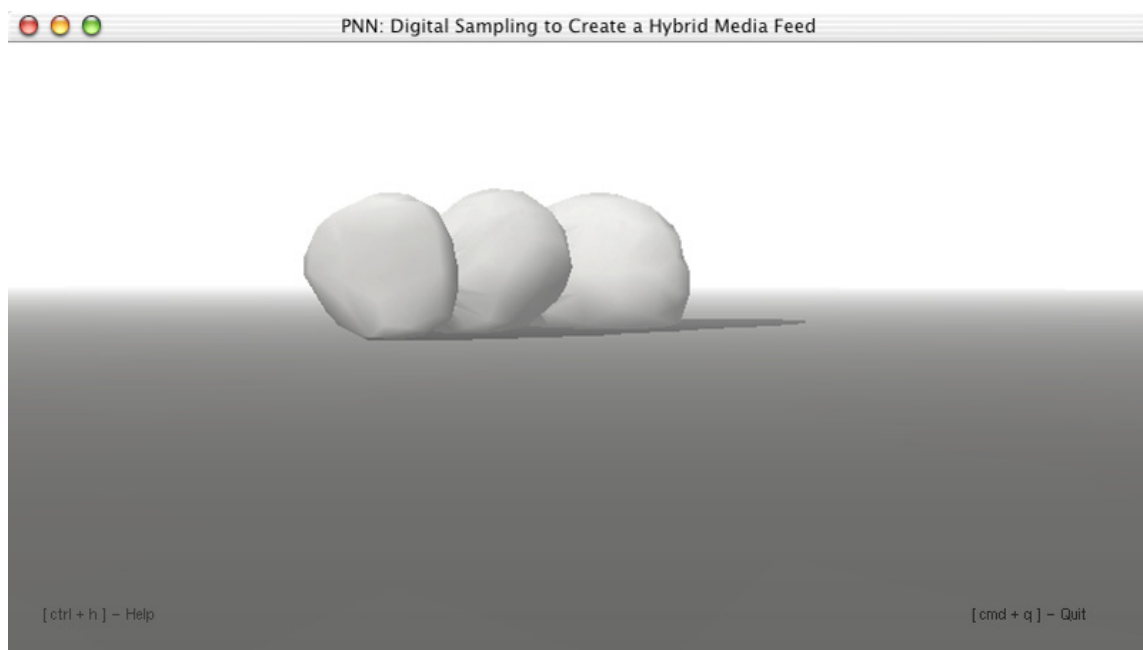 PNN: Digital Sampling to Create a Hybrid Media Feed
[ ctrl + h ] – Help
[ cmd + q ] – Quit